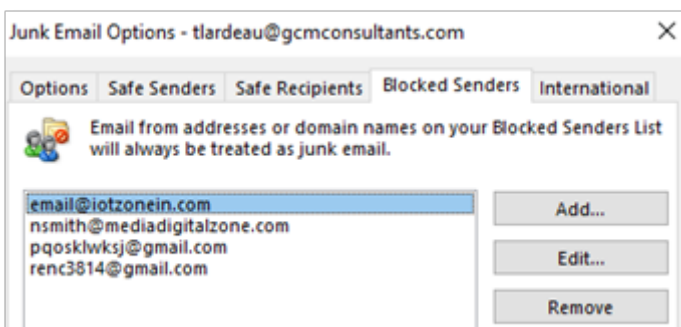 Junk Email Options - tlardeau@gcmconsultants.com
Options Safe Senders Safe Recipients Blocked Senders International
Email from addresses or domain names on your Blocked Senders List
will always be treated as junk email.
email@iotzonein.com
nsmith@mediadigitalzone.com
pqosklwksj@gmail.com
renc3814@gmail.com
Add...
Edit...
Remove